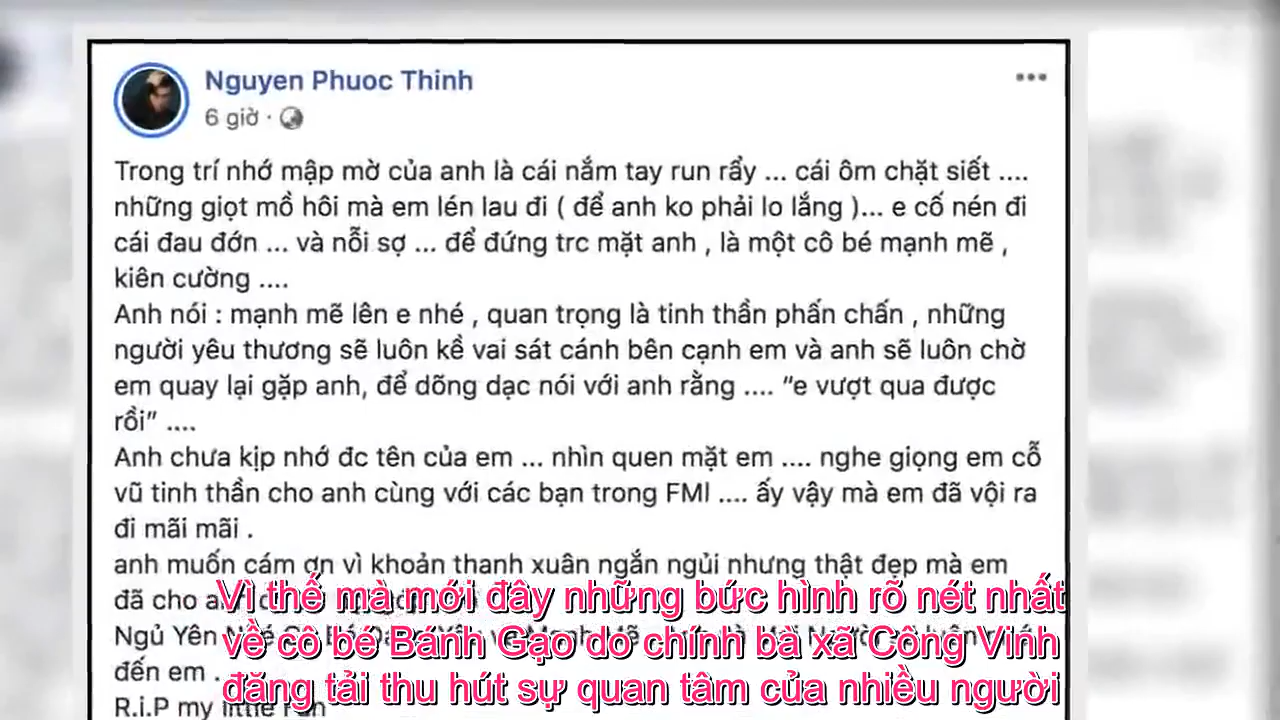 Nguyen Phuoc Thinh
6 giờ ·
Trong trí nhớ mập mờ của anh là cái nắm tay run rẩy ... cái ôm chặt siết ....
những giọt mồ hôi mà em lén lau đi ( để anh ko phải lo lắng )... e cố nén đi
cái đau đớn ... và nỗi sợ ... để đứng trc mặt anh , là một cô bé mạnh mẽ ,
kiên cường ....
Anh nói : mạnh mẽ lên e nhé , quan trọng là tinh thần phấn chấn , những
người yêu thương sẽ luôn kề vai sát cánh bên cạnh em và anh sẽ luôn chờ
em quay lại gặp anh, để dõng dạc nói với anh rằng .... “e vượt qua được
rồi” ....
Anh chưa kịp nhớ đc tên của em ... nhìn quen mặt em .... nghe giọng em cỗ
vũ tinh thần cho anh cùng với các bạn trong FMI .... ấy vậy mà em đã vội ra
đi mãi mãi .
anh muốn cám ơn vì khoản thanh xuân ngắn ngủi nhưng thật đẹp mà em
đã cho
Ngủ Yên
đến em .
R.i.P my little Fan
Vì thế mà mới đây những bức hình rõ nét nhất
về cô bé Bánh Gạo do chính bà xã Công Vinh
đăng tải thu hút sự quan tâm của nhiều người